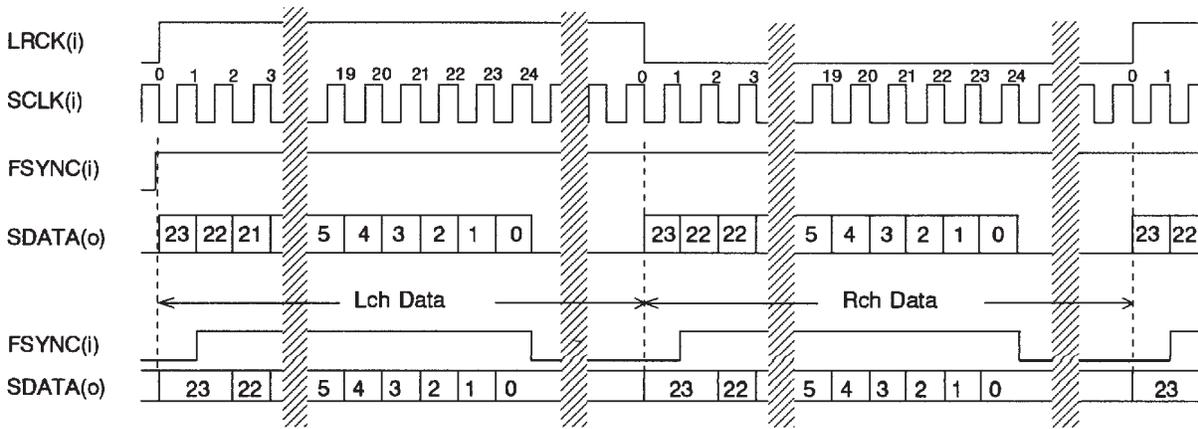 LRCK(i)
0 1 2 3 19 20 21 22 23 24 0 1 2 3 19 20 21 22 23 24 0 1
SCLK(i)
FSYNC(i)
SDATA(o) 23 22 21 5 4 3 2 1 0 23 22 22 5 4 3 2 1 0 23 22
Lch Data Rch Data
FSYNC(i)
SDATA(o) 23 22 5 4 3 2 1 0 23 22 5 4 3 2 1 0 23